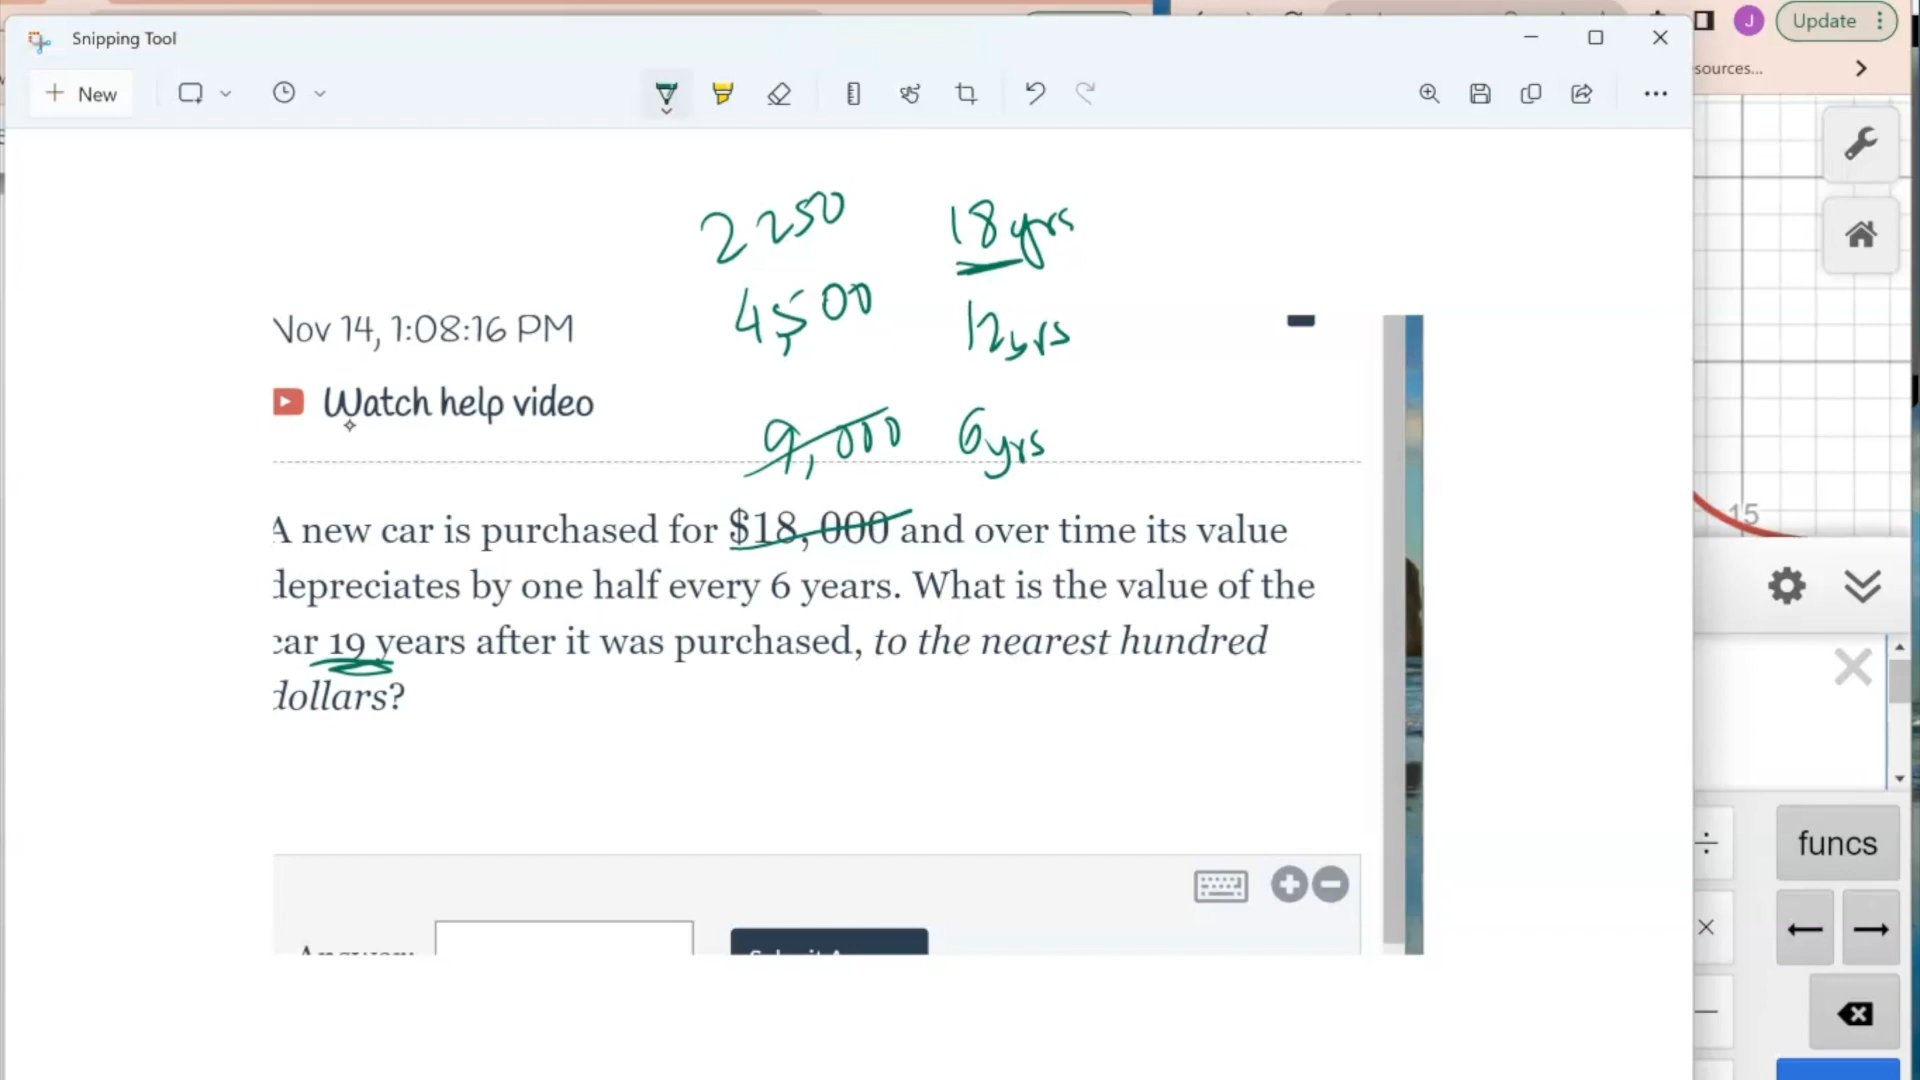 Snipping Tool
J
Update
New
sources...
2250 18 yrs
4,500 12 yrs
Nov 14, 1:08:16 PM
Watch help video
9,000 6 yrs
A new car is purchased for $18,000 and over time its value
depreciates by one half every 6 years. What is the value of the
car 19 years after it was purchased, to the nearest hundred
dollars?
15
÷
funcs
×